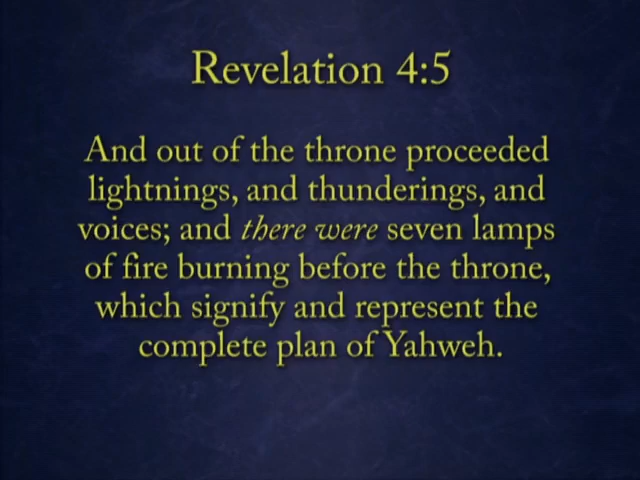 Revelation 4:5
And out of the throne proceeded
lightnings, and thunderings, and
voices; and there were seven lamps
of fire burning before the throne,
which signify and represent the
complete plan of Yahweh.